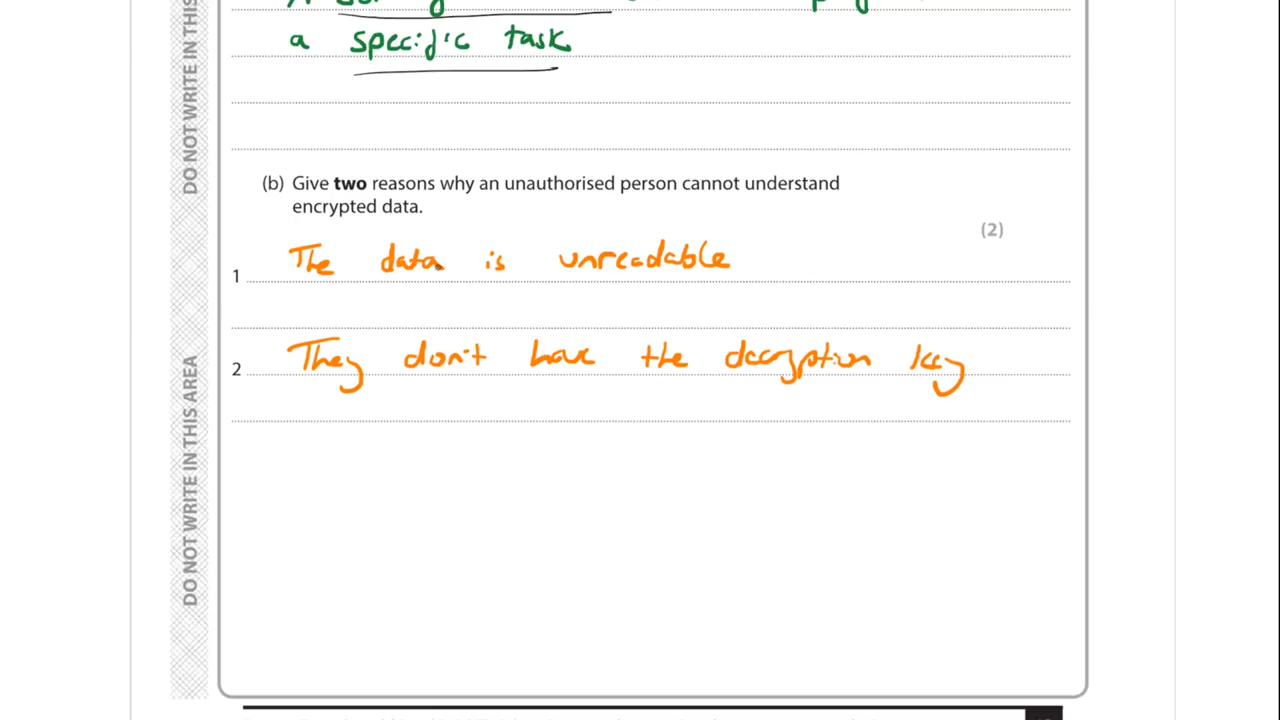 a specific task
(b) Give two reasons why an unauthorised person cannot understand
encrypted data.
(2)
The data is unreadable
1
They don't have the decryption key
2
DO NOT WRITE IN THIS
DO NOT WRITE IN THIS AREA